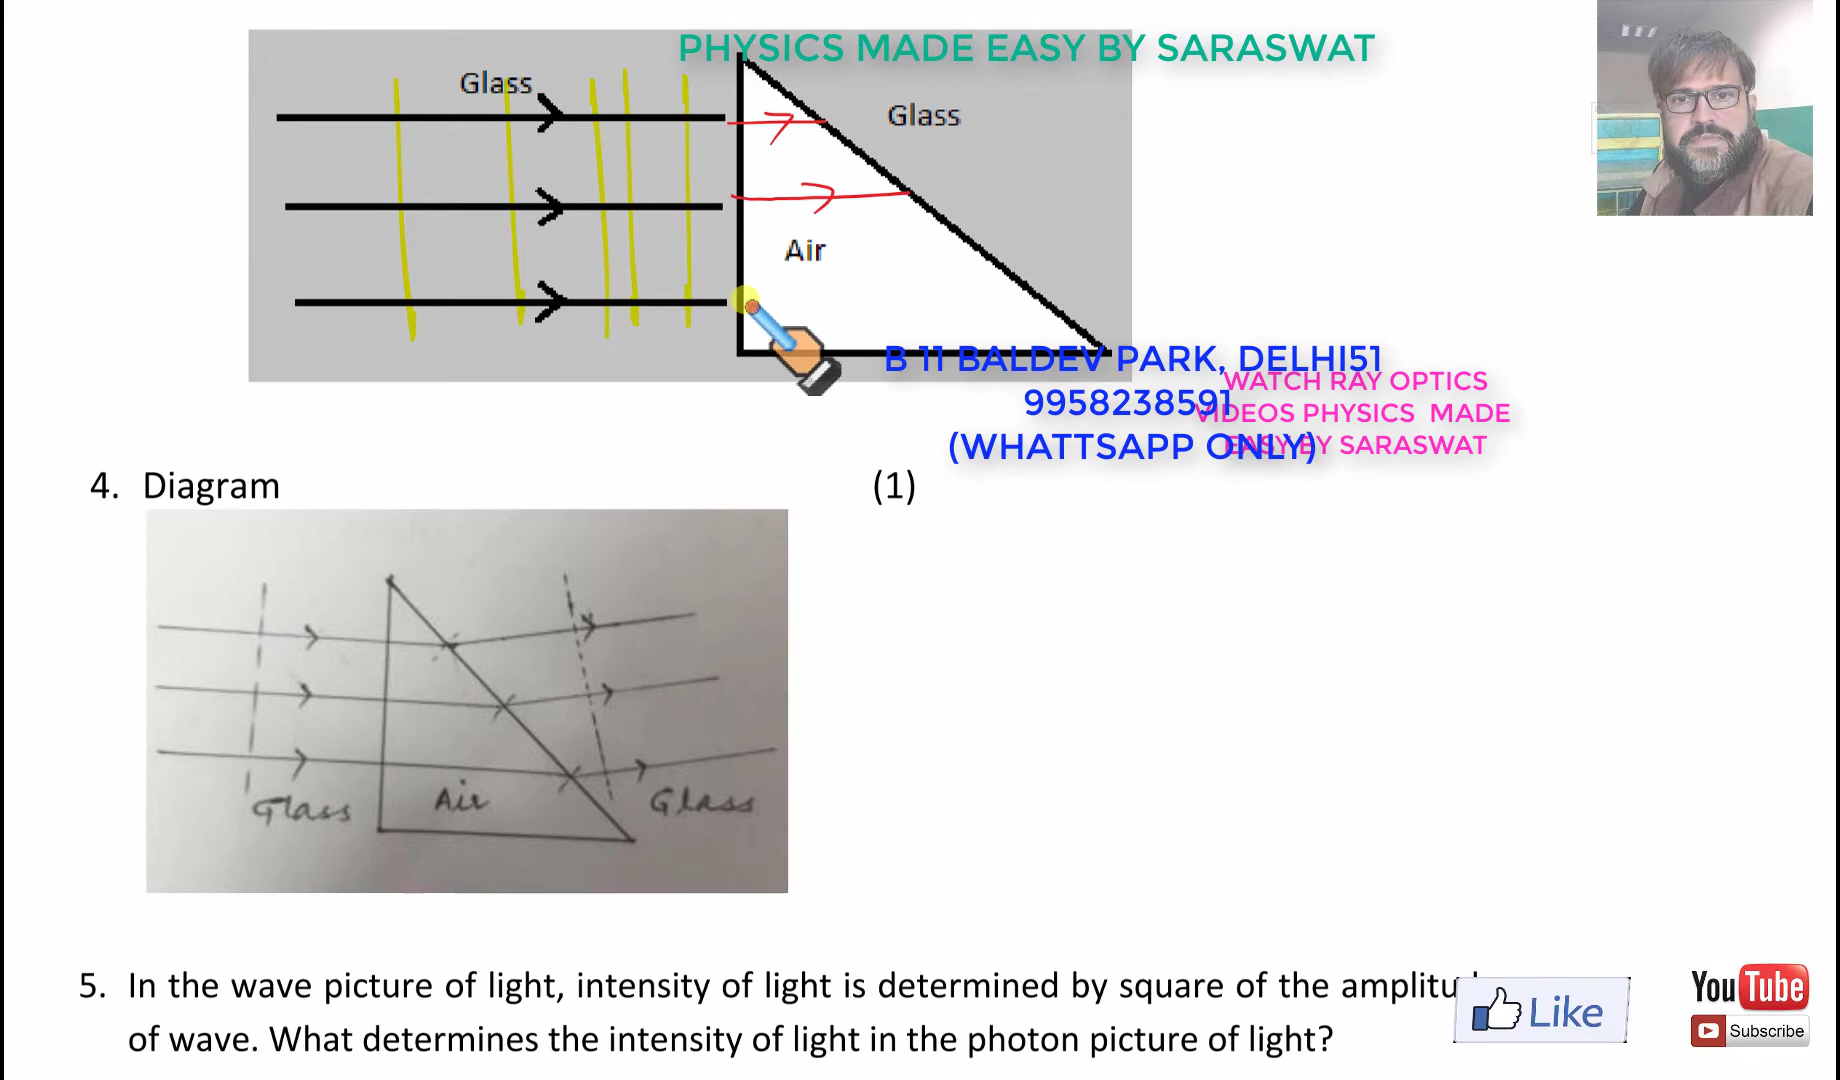 PHYSICS MADE EASY BY SARASWAT
Glass
Glass
Air
B 11 BALDEV PARK, DELHI51
9958238591
(WHATTSAPP ONLY)
WATCH RAY OPTICS
VIDEOS PHYSICS MADE
EASY BY SARASWAT
4. Diagram (1)
Glass
Air
Glass
5. In the wave picture of light, intensity of light is determined by square of the
of wave. What determines the intensity of light in the photon picture of light?
Like
YouTube
Subscribe